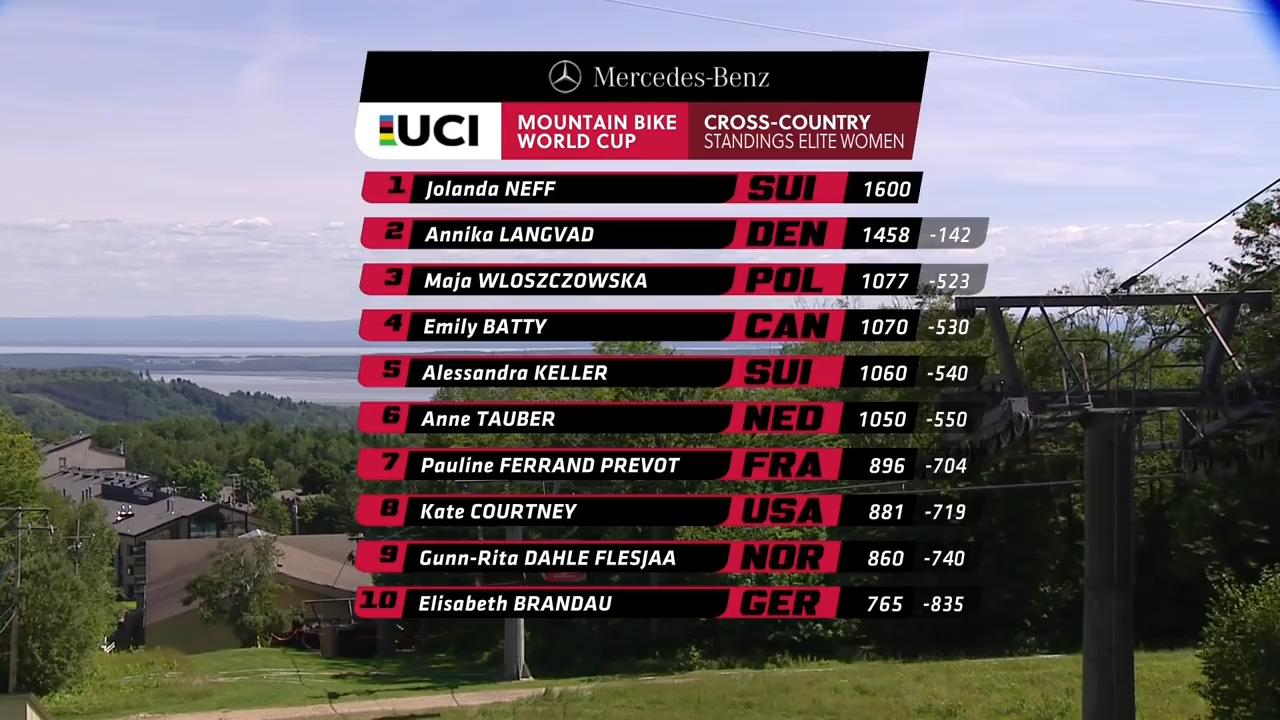 Mercedes-Benz
UCI MOUNTAIN BIKE WORLD CUP CROSS-COUNTRY STANDINGS ELITE WOMEN
1 Jolanda NEFF SUI 1600
2 Annika LANGVAD DEN 1458 -142
3 Maja WLOSZCZOWSKA POL 1077 -523
4 Emily BATTY CAN 1070 -530
5 Alessandra KELLER SUI 1060 -540
6 Anne TAUBER NED 1050 -550
7 Pauline FERRAND PREVOT FRA 896 -704
8 Kate COURTNEY USA 881 -719
9 Gunn-Rita DAHLE FLESJAA NOR 860 -740
10 Elisabeth BRANDAU GER 765 -835